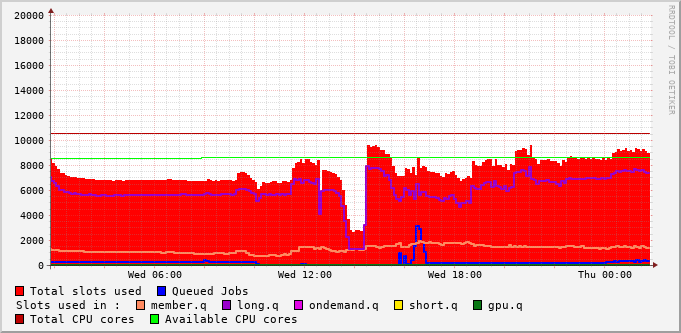 20000
18000
16000
14000
12000
10000
8000
6000
4000
2000
0
Wed 06:00 Wed 12:00 Wed 18:00 Thu 00:00
RRDTOOL / TOBI OETIKER
Total slots used Queued Jobs
Slots used in : member.q long.q ondemand.q short.q gpu.q
Total CPU cores Available CPU cores